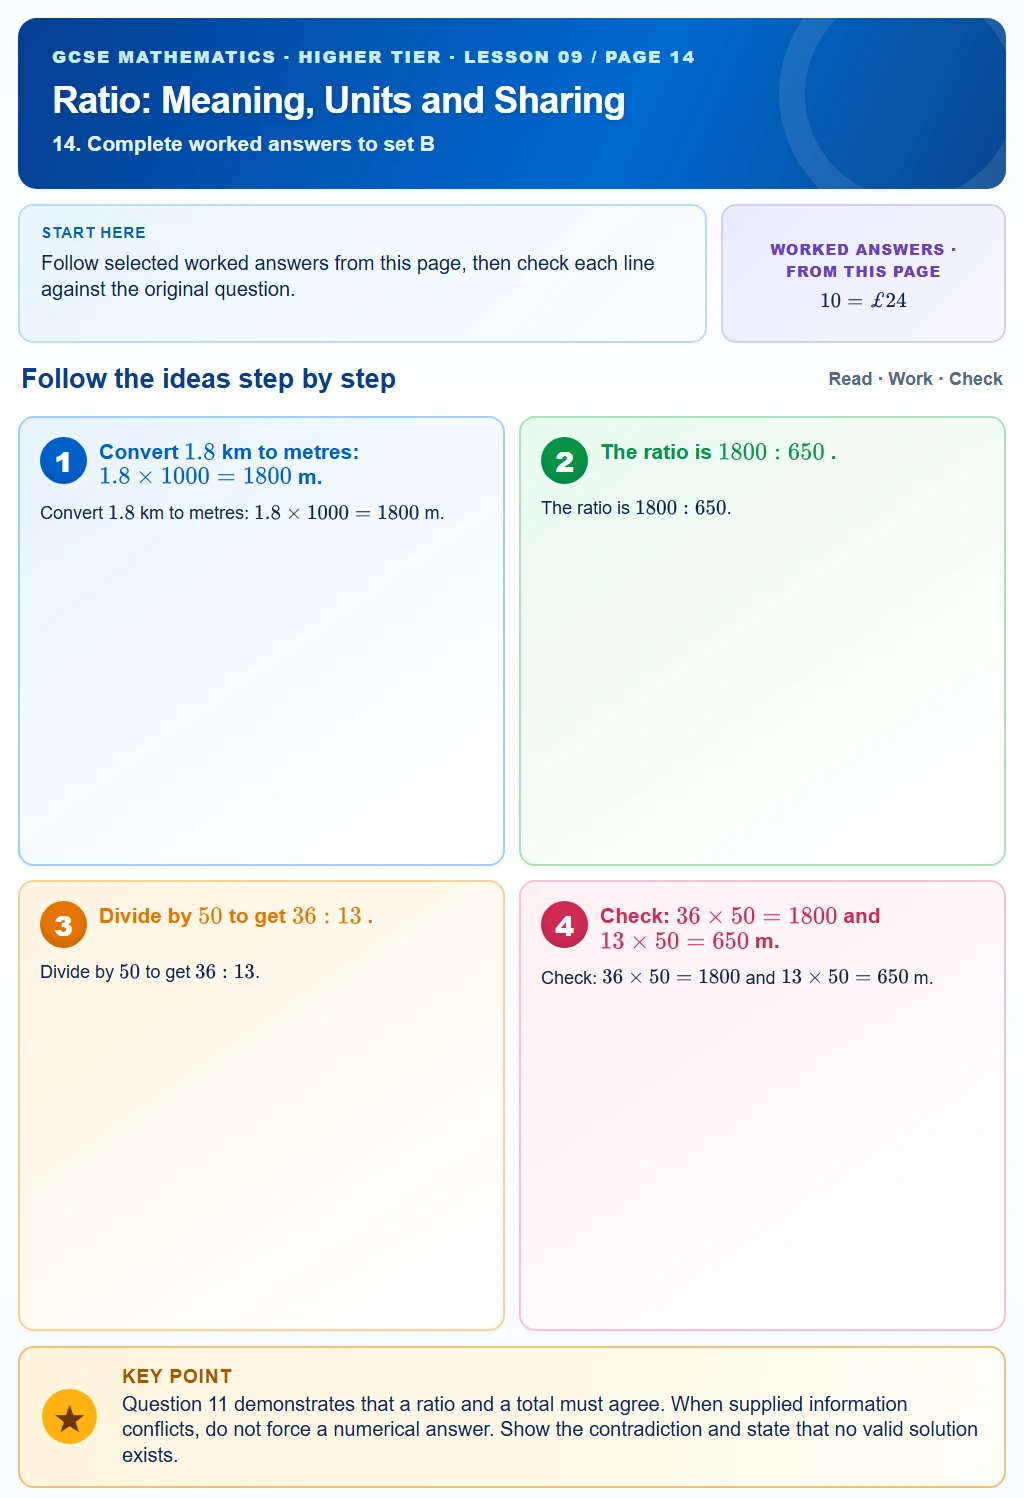 GCSE MATHEMATICS · HIGHER TIER · LESSON 09 / PAGE 14
Ratio: Meaning, Units and Sharing
14. Complete worked answers to set B
START HERE
Follow selected worked answers from this page, then check each line
against the original question.
WORKED ANSWERS ·
FROM THIS PAGE
10 = £24
Follow the ideas step by step
Read · Work · Check
1
Convert 1.8 km to metres:
1.8 × 1000 = 1800 m.
Convert 1.8 km to metres: 1.8 × 1000 = 1800 m.
2
The ratio is 1800 : 650 .
The ratio is 1800 : 650.
3
Divide by 50 to get 36 : 13 .
Divide by 50 to get 36 : 13.
4
Check: 36 × 50 = 1800 and
13 × 50 = 650 m.
Check: 36 × 50 = 1800 and 13 × 50 = 650 m.
KEY POINT
Question 11 demonstrates that a ratio and a total must agree. When supplied information
conflicts, do not force a numerical answer. Show the contradiction and state that no valid solution
exists.